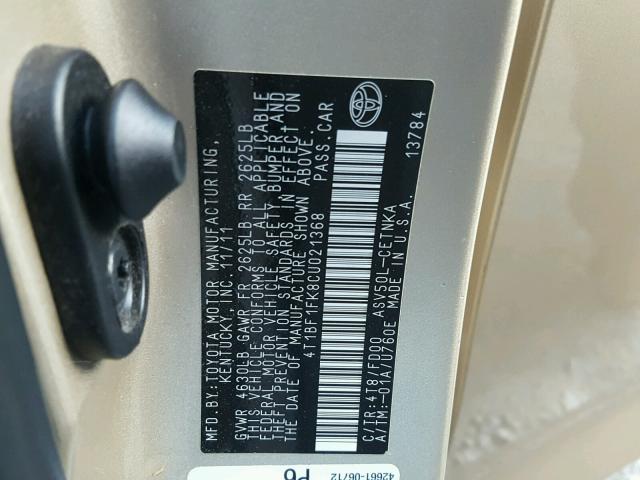 MFD. BY: TOYOTA MOTOR MANUFACTURING,
KENTUCKY, INC. 11/11
GVWR 4630LB GAWR FR 2625LB RR 2625LB
THIS VEHICLE CONFORMS TO ALL APPLICABLE
FEDERAL MOTOR VEHICLE SAFETY, BUMPER AND
THEFT PREVENTION STANDARDS IN EFFECT ON
THE DATE OF MANUFACTURE SHOWN ABOVE.
4T1BF1FK8CU021368 PASS. CAR
C/TR:4T8/FD00 ASV50L-CETNKA
A/TM:-01A/U760E MADE IN U.S.A.
13784
42661-06/12
P6